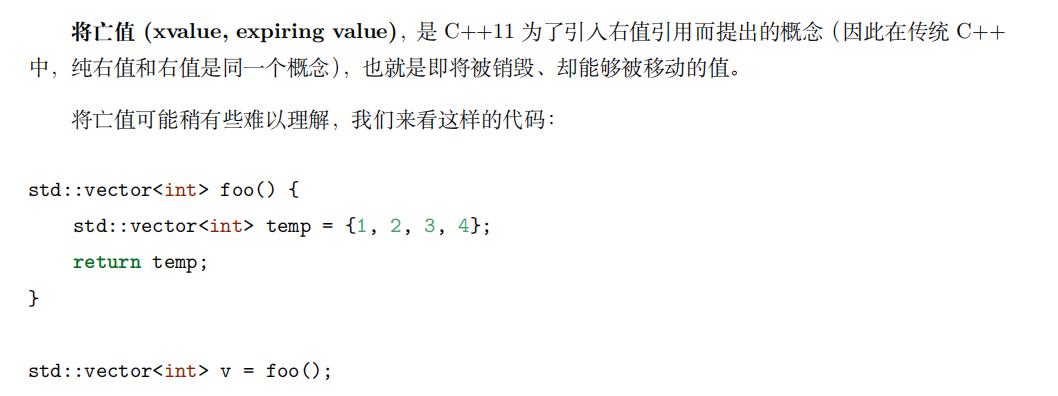 将亡值 (xvalue, expiring value)，是 C++11 为了引入右值引用而提出的概念（因此在传统 C++
中，纯右值和右值是同一个概念），也就是即将被销毁、却能够被移动的值。
将亡值可能稍有些难以理解，我们来看这样的代码：
std::vector<int> foo() {
    std::vector<int> temp = {1, 2, 3, 4};
    return temp;
}
std::vector<int> v = foo();